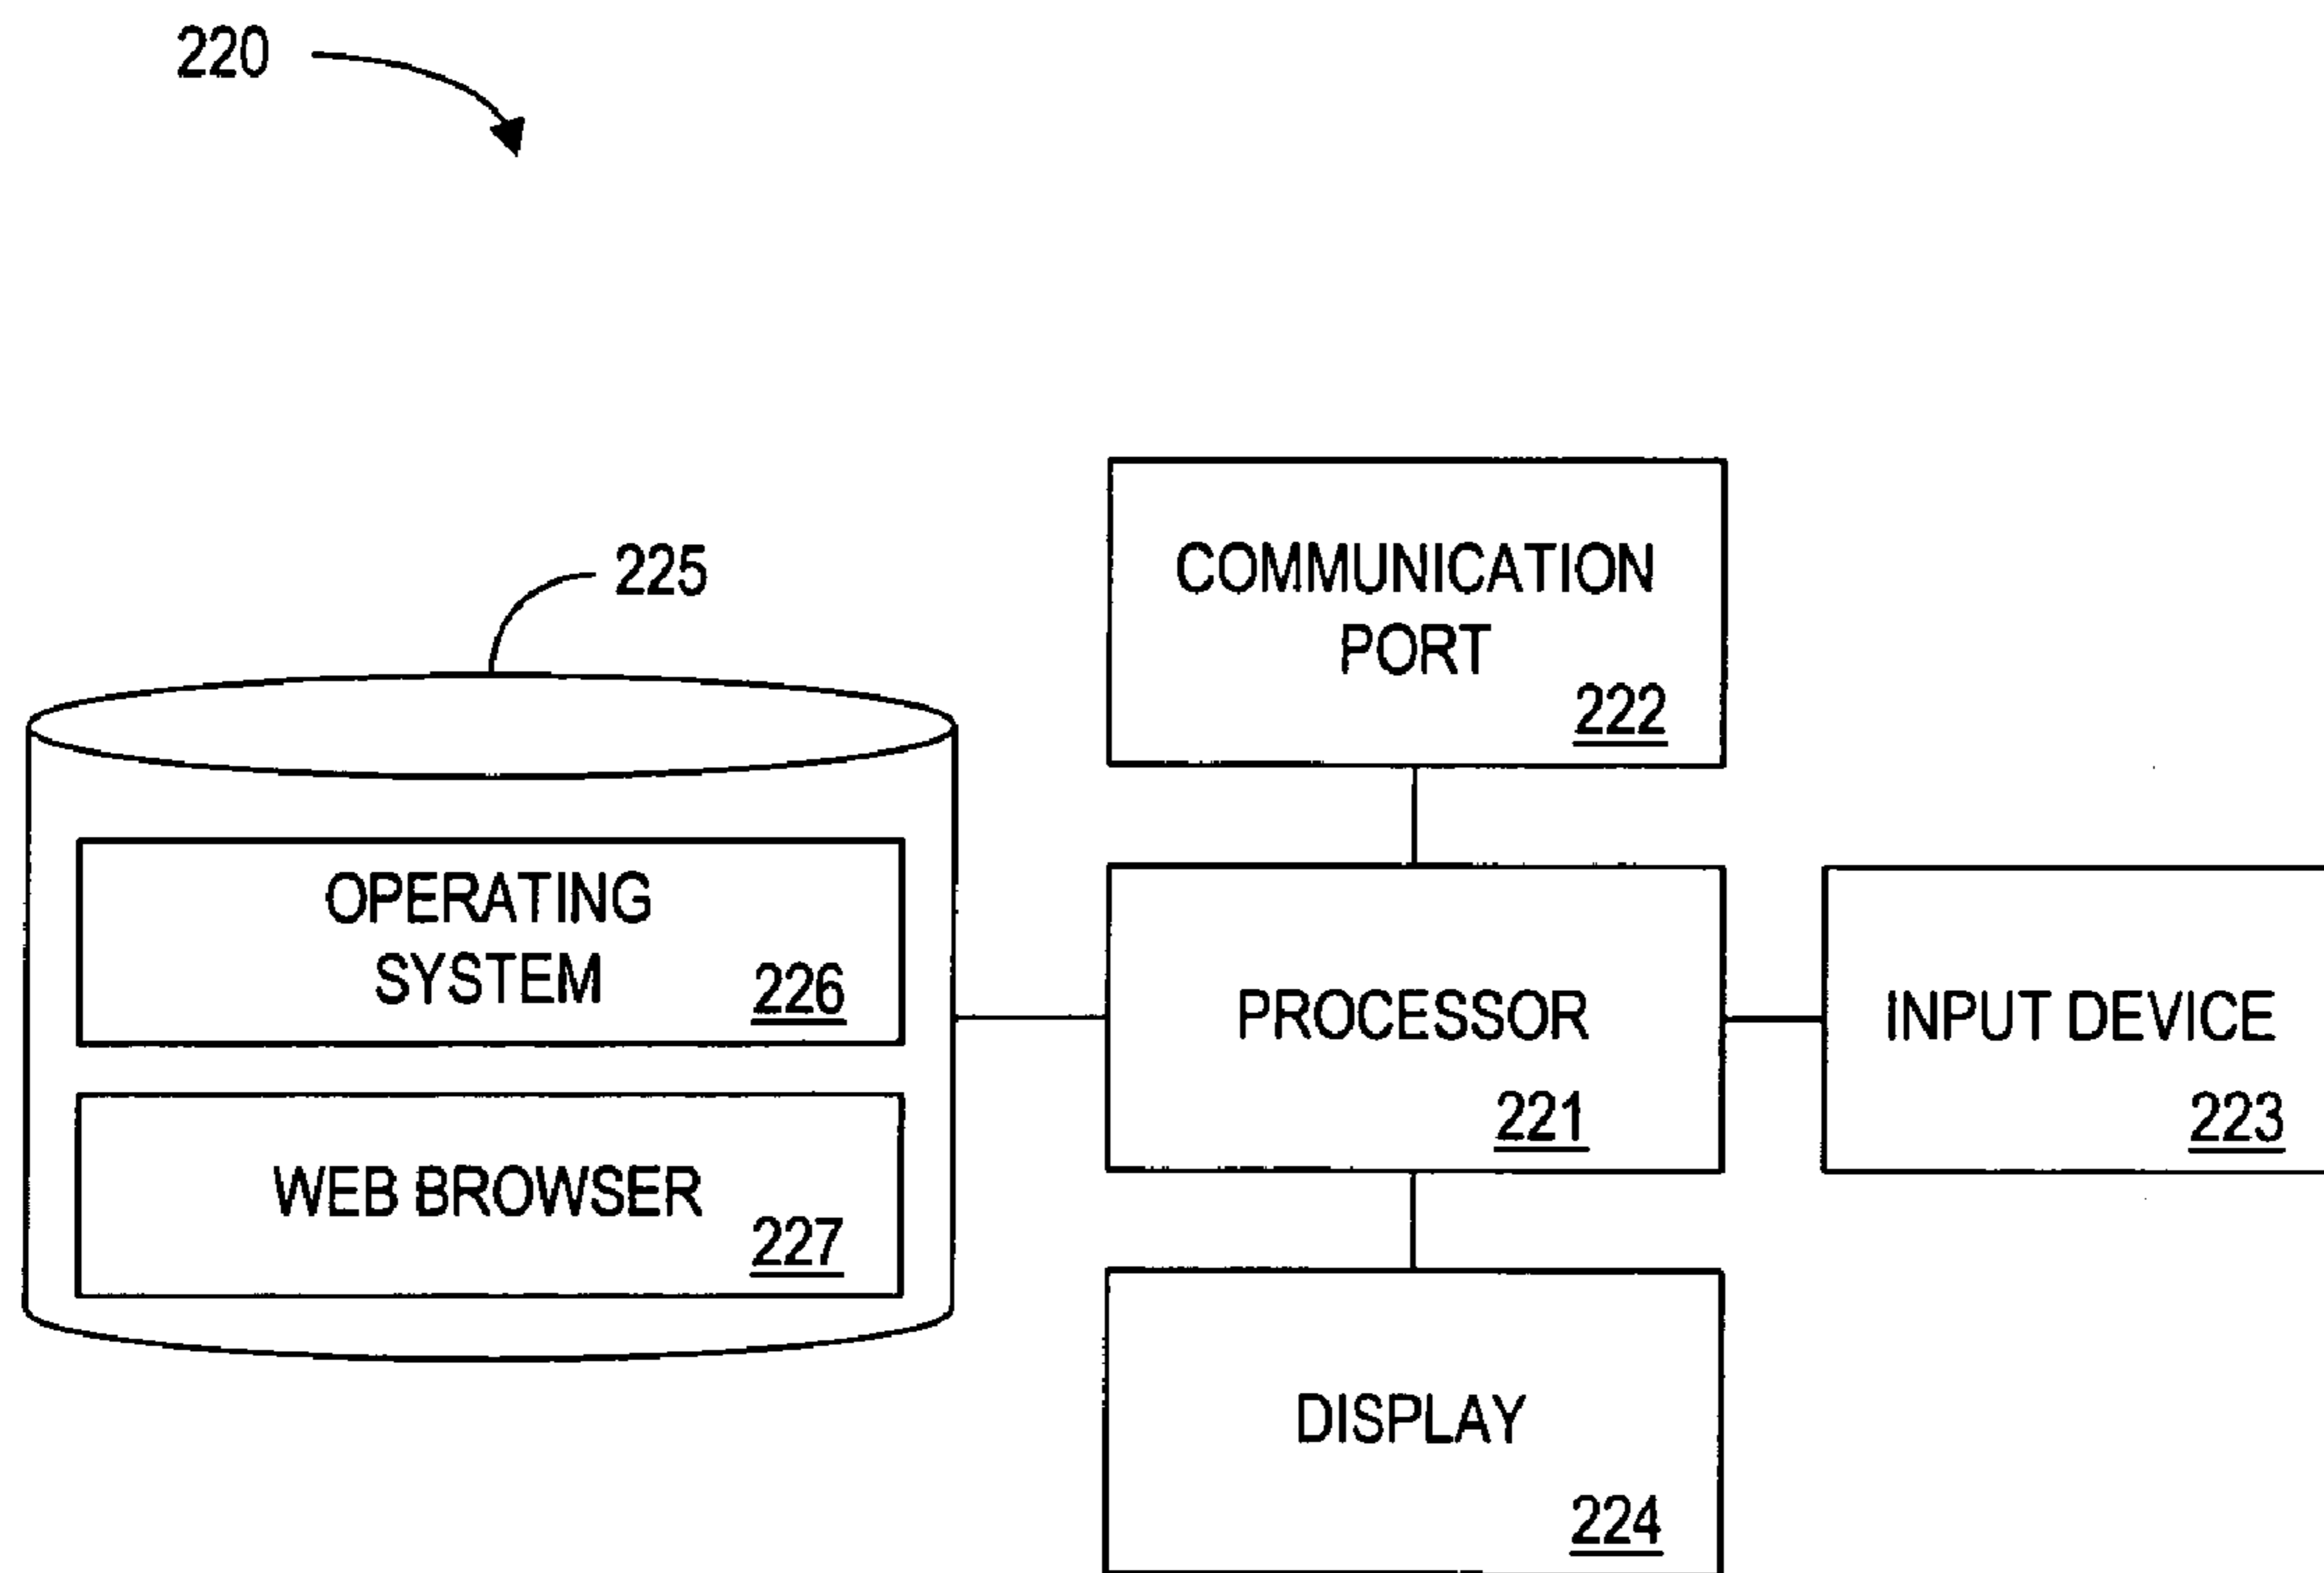 220
225
COMMUNICATION
PORT
222
OPERATING
SYSTEM
226
WEB BROWSER
227
PROCESSOR
221
INPUT DEVICE
223
DISPLAY
224